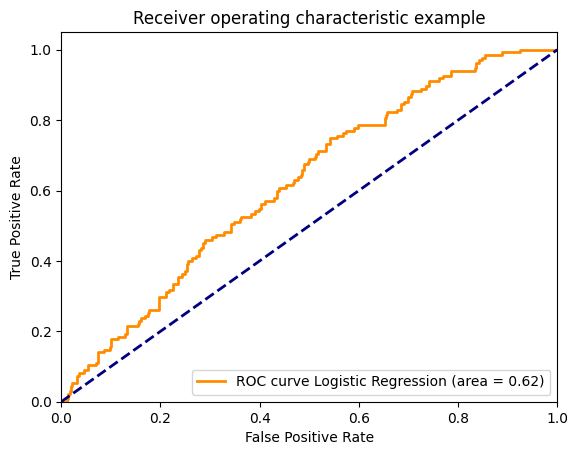 Receiver operating characteristic example
True Positive Rate
1.0
0.8
0.6
0.4
0.2
0.0
ROC curve Logistic Regression (area = 0.62)
0.0 0.2 0.4 0.6 0.8 1.0
False Positive Rate